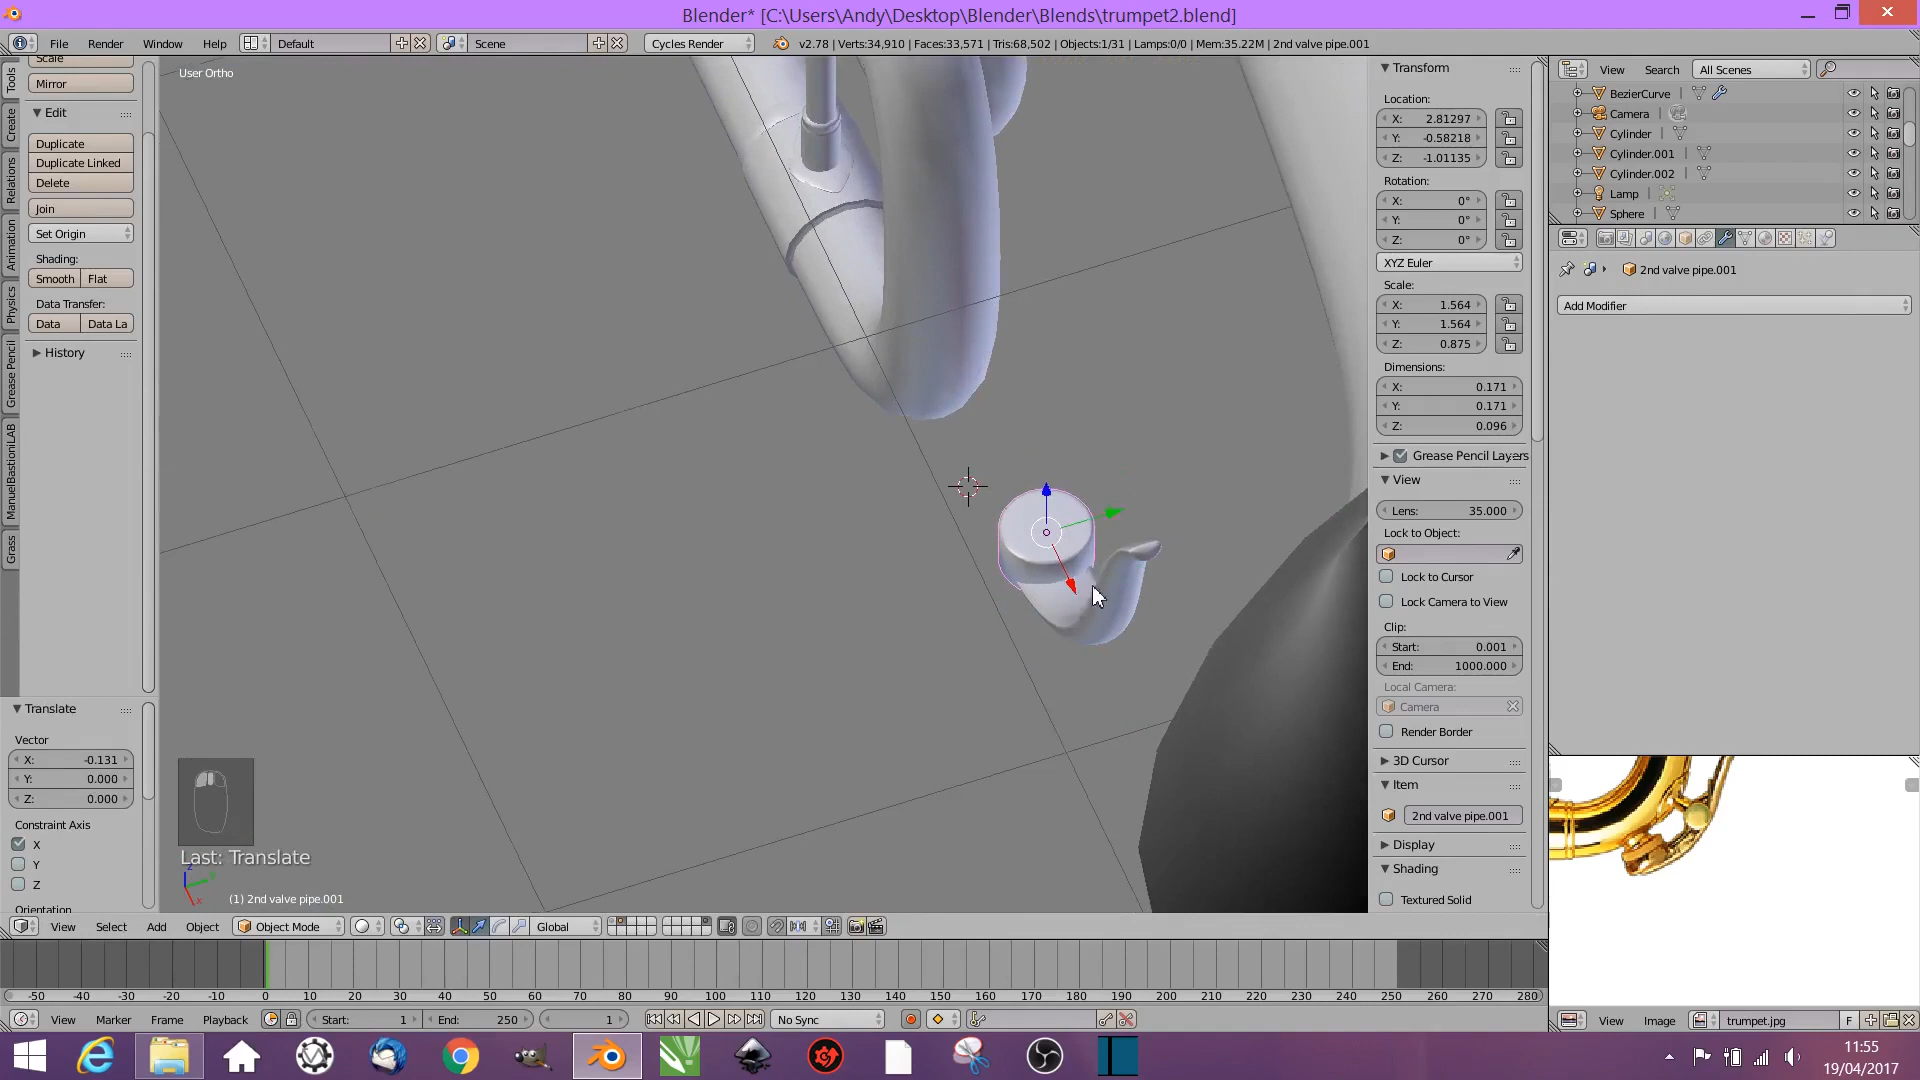 Blender* [C:\Users\Andy\Desktop\Blender\Blends\trumpet2.blend]
File Render Window Help Default Scene Cycles Render v2.78 | Verts:34,910 | Faces:33,571 | Tris:68,502 | Objects:1/31 | Lamps:0/0 | Mem:35.22M | 2nd valve pipe.001
Tools
Create
Relations
Animation
Physics
Grease Pencil
ManuelBastioniLAB
Grass
Scale
Mirror
Edit
Duplicate
Duplicate Linked
Delete
Join
Set Origin
Shading:
Smooth Flat
Data Transfer:
Data Data La
History
Translate
Vector
X: -0.131
Y: 0.000
Z: 0.000
Constraint Axis
X
Y
Z
Orientation
User Ortho
Last: Translate
(1) 2nd valve pipe.001
Transform
Location:
X: 2.81297
Y: -0.58218
Z: -1.01135
Rotation:
X: 0°
Y: 0°
Z: 0°
XYZ Euler
Scale:
X: 1.564
Y: 1.564
Z: 0.875
Dimensions:
X: 0.171
Y: 0.171
Z: 0.096
Grease Pencil Layers
View
Lens: 35.000
Lock to Object:
Lock to Cursor
Lock Camera to View
Clip:
Start: 0.001
End: 1000.000
Local Camera:
Camera
Render Border
3D Cursor
Item
2nd valve pipe.001
Display
Shading
Textured Solid
View Search All Scenes
BezierCurve
Camera
Cylinder
Cylinder.001
Cylinder.002
Lamp
Sphere
2nd valve pipe.001
Add Modifier
View Select Add Object Object Mode Global
-50 -40 -30 -20 -10 0 10 20 30 40 50 60 70 80 90 100 110 120 130 140 150 160 170 180 190 200 210 220 230 240 250 260 270 280
View Marker Frame Playback Start: 1 End: 250 1 No Sync
View Image trumpet.jpg F
11:55
19/04/2017